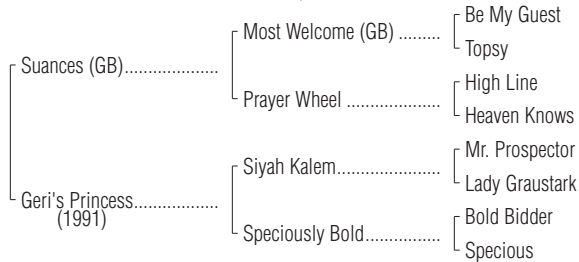 Suances (GB)....................
Geri's Princess..................
(1991)
Most Welcome (GB) .........
Prayer Wheel .....................
Siyah Kalem.......................
Speciously Bold.................
Be My Guest
Topsy
High Line
Heaven Knows
Mr. Prospector
Lady Graustark
Bold Bidder
Specious